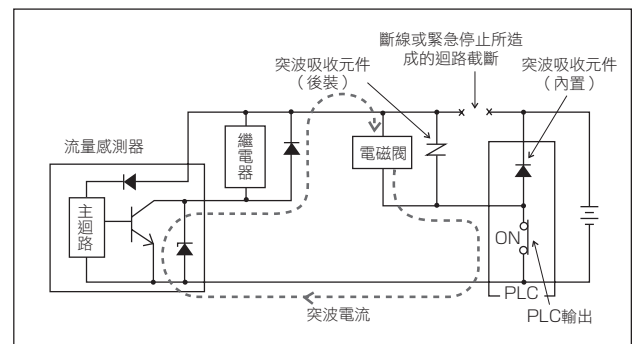 斷線或緊急停止所造
成的迴路截斷
突波吸收元件
（後裝）
突波吸收元件
（內置）
流量感測器
繼電器
電磁閥
主迴路
ON
PLC
PLC輸出
突波電流